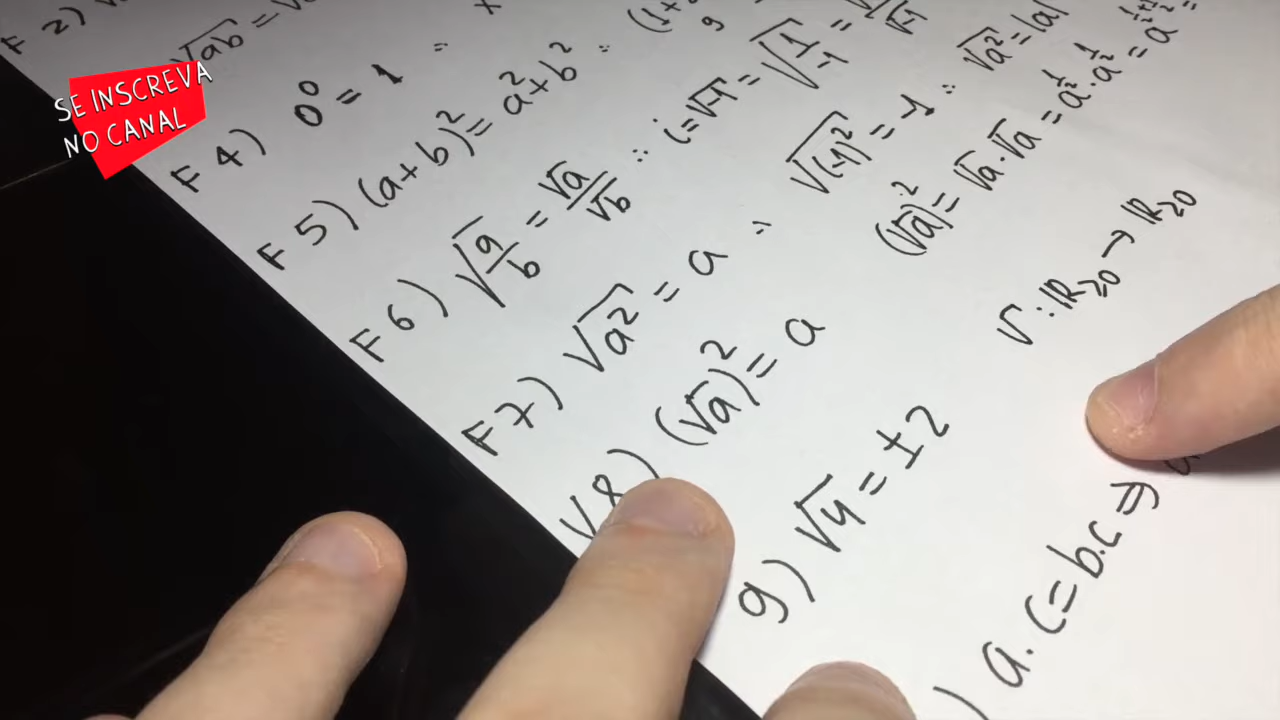 F 2)
√ab =
SE INSCREVA
NO CANAL
F 4) 0⁰ = 1 ∵
F 5) (a+b)² = a² + b² ∵ (1+
F 6) √(a/b) = √a/√b ∵ i = √-1 = √(1/-1) =
F 7) √a² = a ∵ √(-1)² = -1 ∵ √a² = |a|
V 8) (√a)² = a (√a)² = √a · √a = a^½ · a^½ = a^½+½ =
9) √4 = ±2 √ : ℝ≥0 → ℝ≥0
) a.c = b.c ⇒